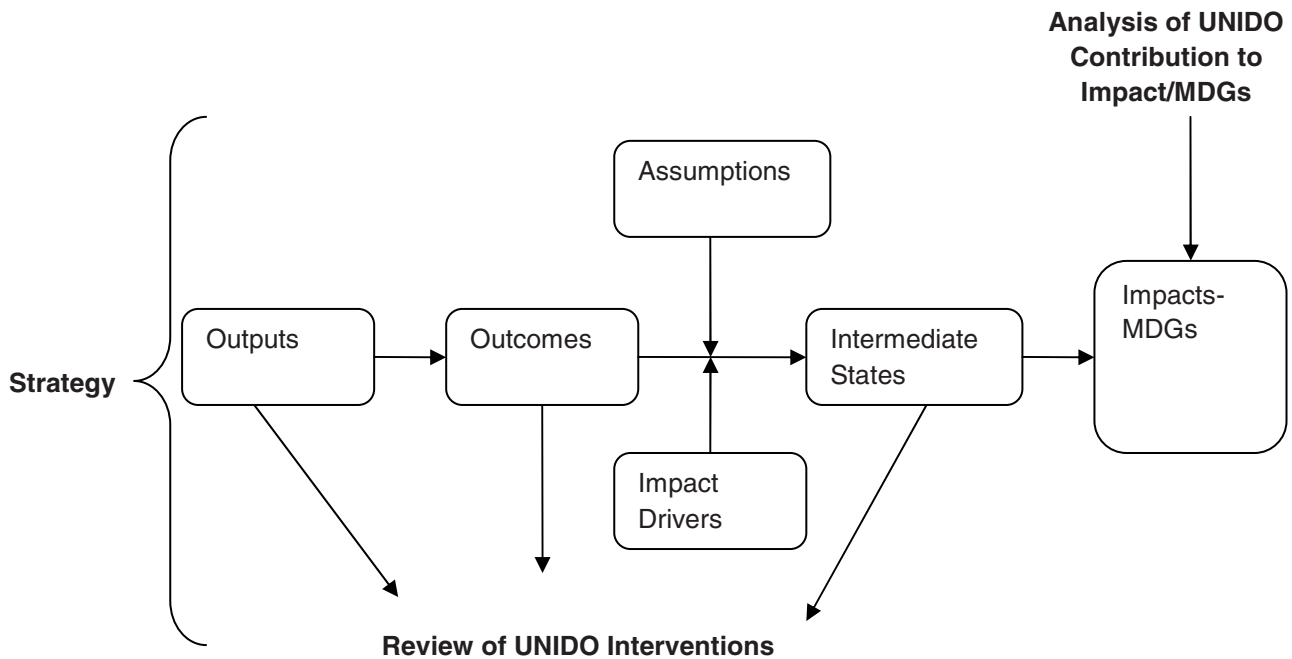 Analysis of UNIDO
Contribution to
Impact/MDGs
Assumptions
Outputs
Outcomes
Intermediate
States
Impacts-
MDGs
Strategy
Impact
Drivers
Review of UNIDO Interventions